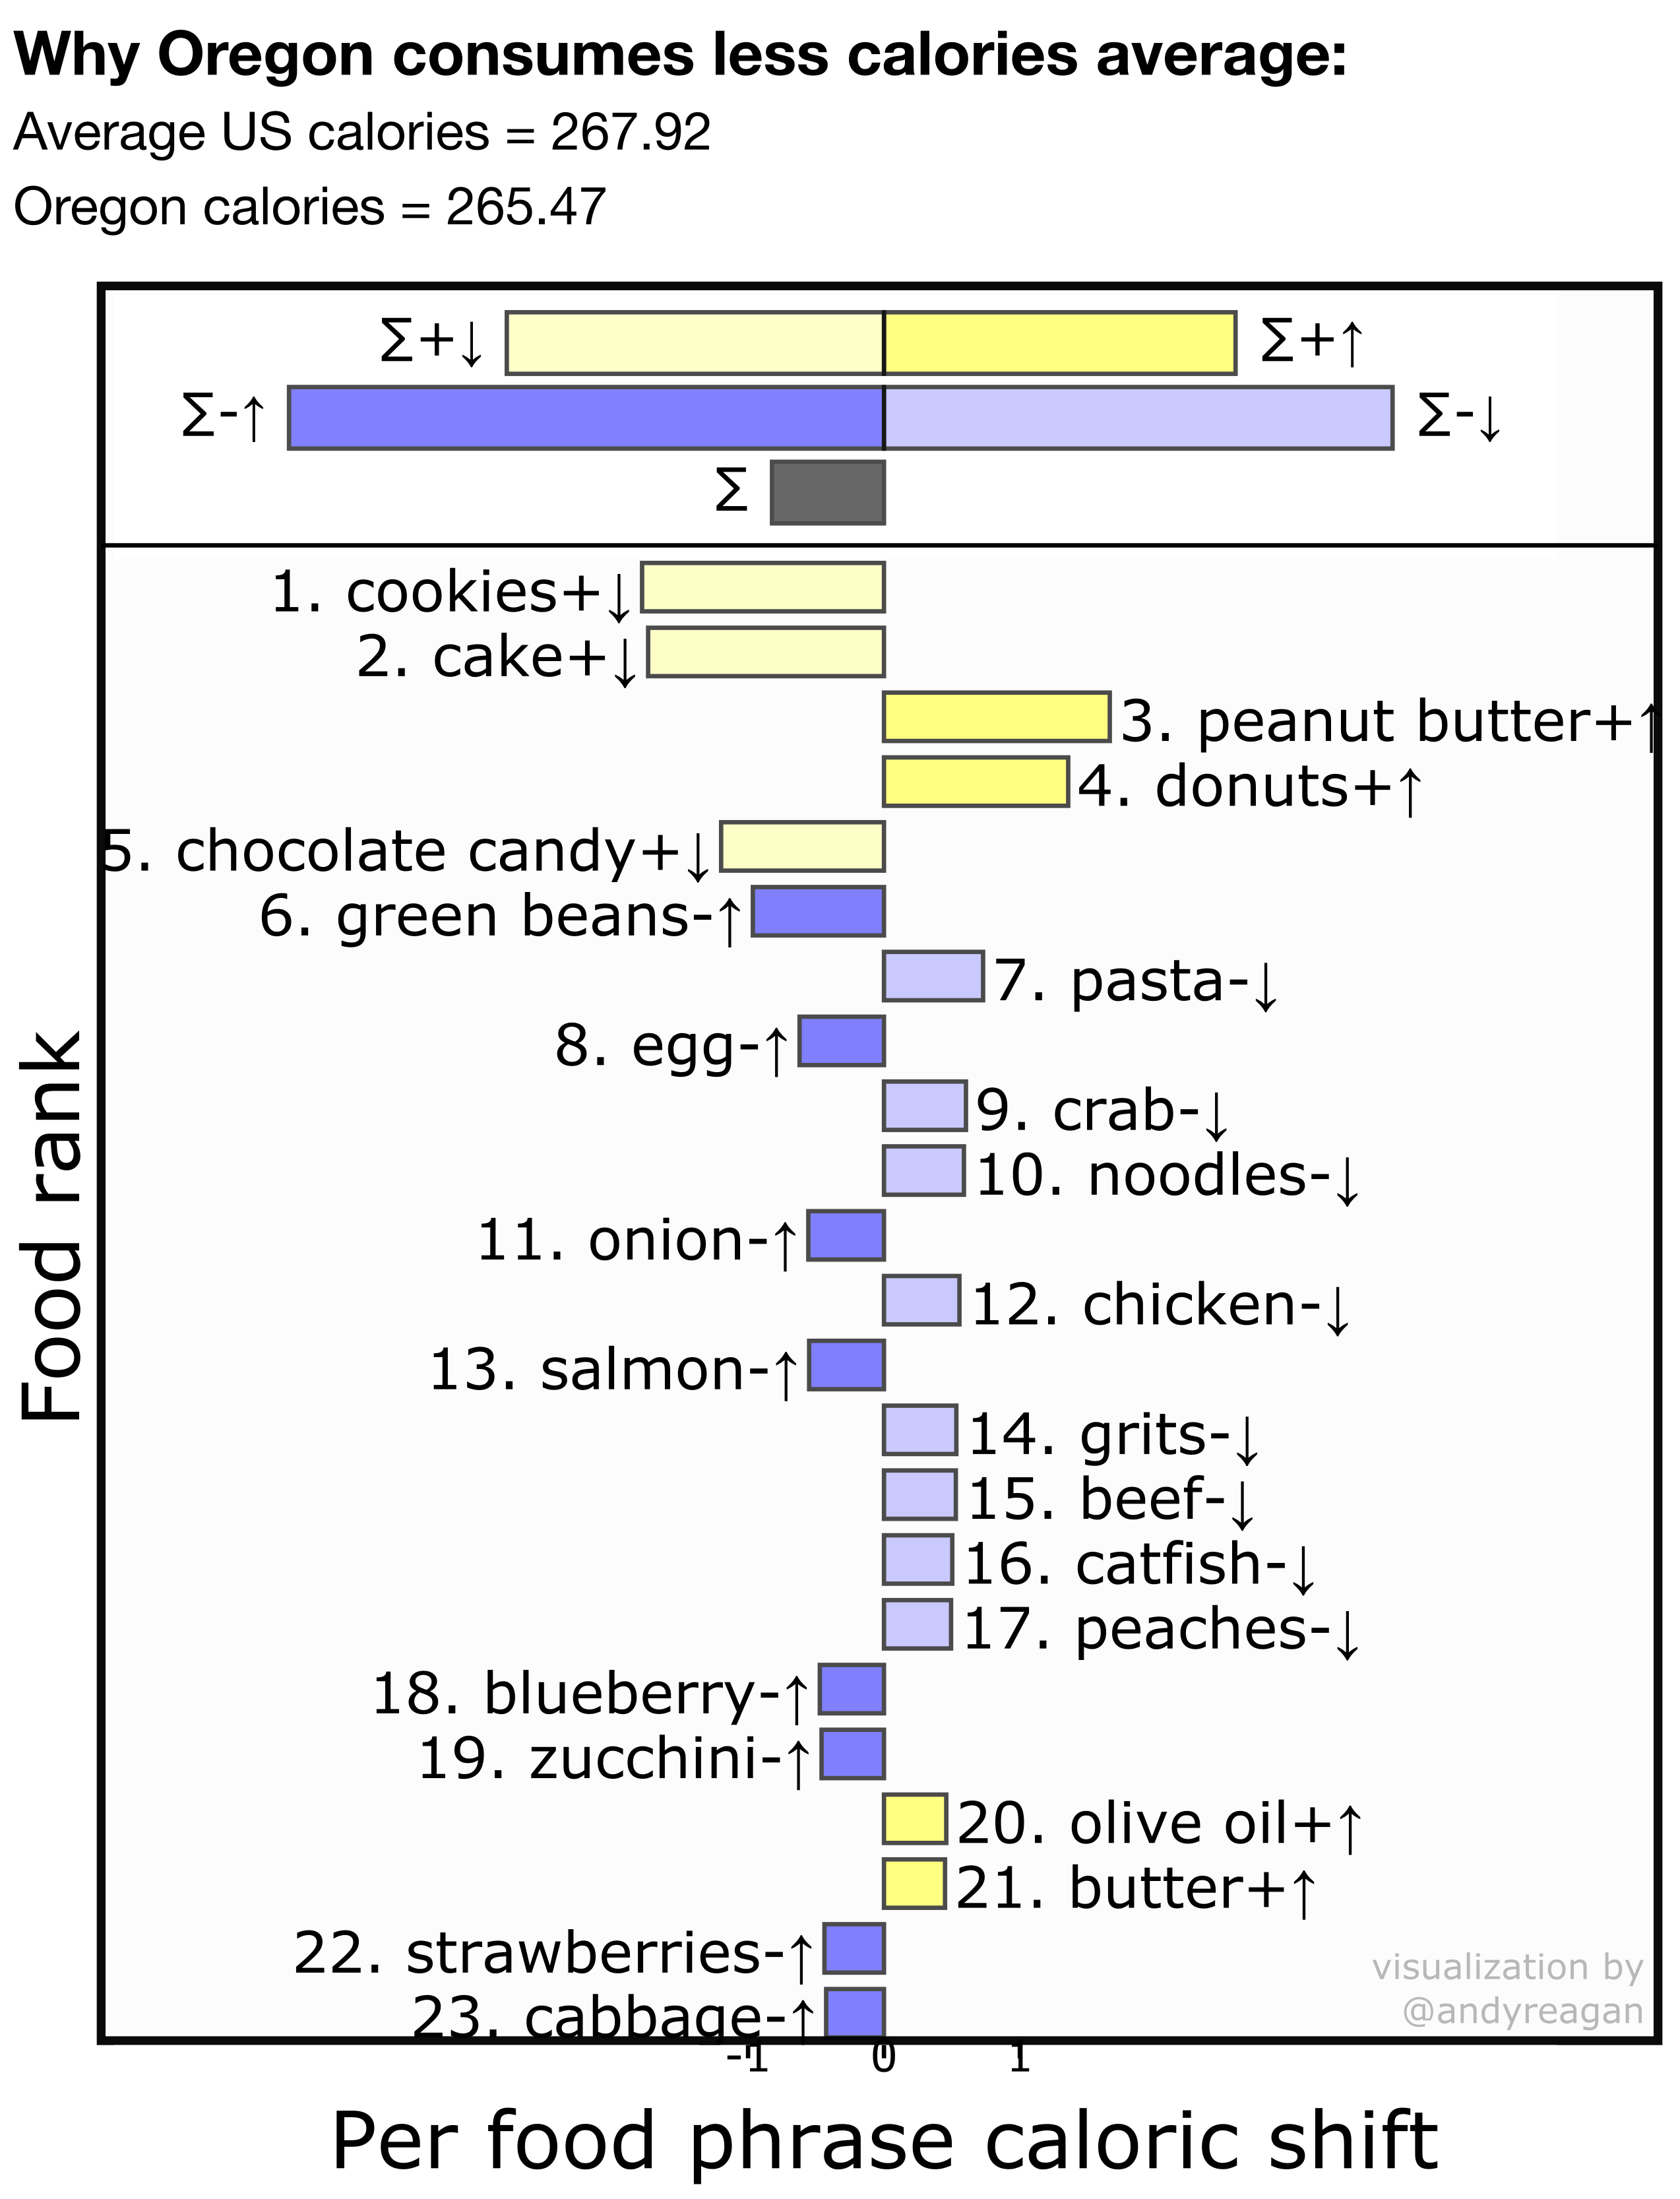 Why Oregon consumes less calories average:
Average US calories = 267.92
Oregon calories = 265.47
∑+↓
∑+↑
∑-↑
∑-↓
∑
1. cookies+↓
2. cake+↓
3. peanut butter+↑
4. donuts+↑
5. chocolate candy+↓
6. green beans-↑
7. pasta-↓
8. egg-↑
9. crab-↓
10. noodles-↓
11. onion-↑
12. chicken-↓
13. salmon-↑
14. grits-↓
15. beef-↓
16. catfish-↓
17. peaches-↓
18. blueberry-↑
19. zucchini-↑
20. olive oil+↑
21. butter+↑
22. strawberries-↑
23. cabbage-↑
Food rank
visualization by
@andyreagan
-1 0 1
Per food phrase caloric shift